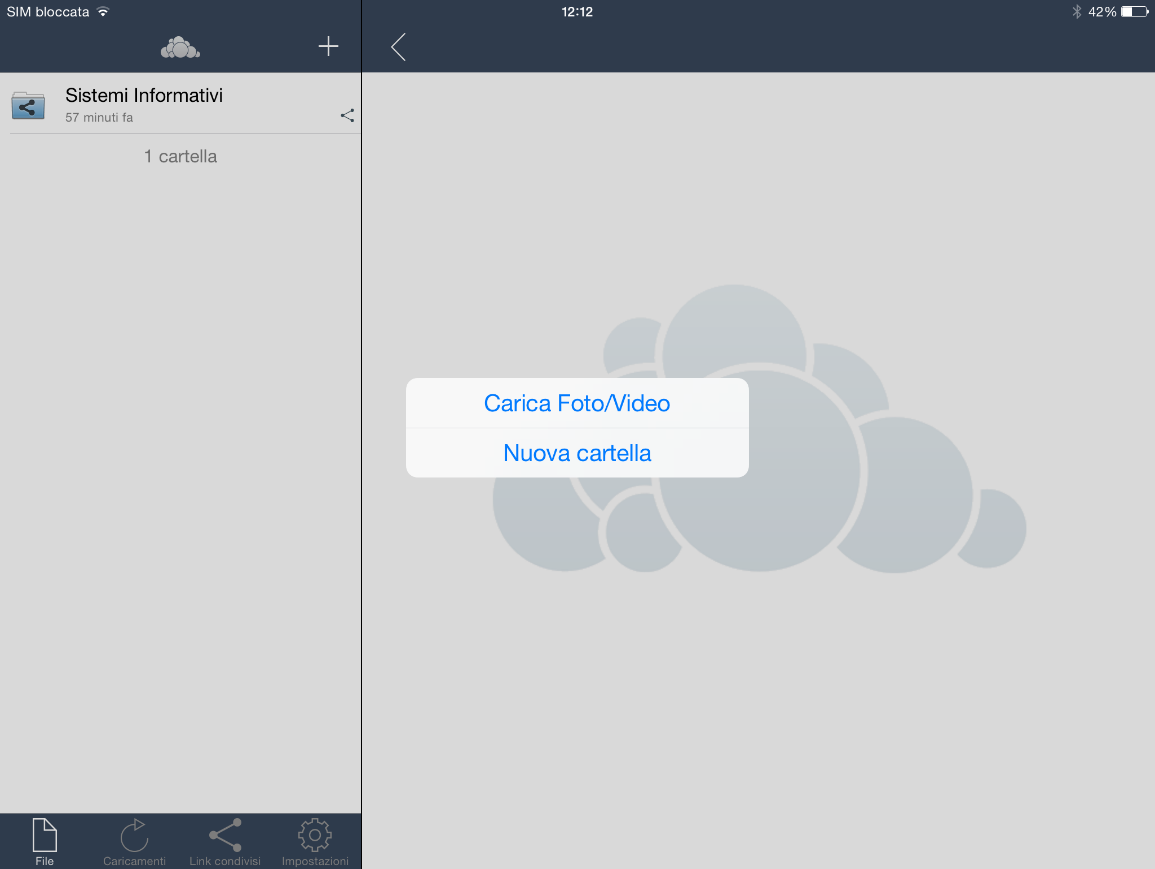 SIM bloccata
12:12
42%
Sistemi Informativi
57 minuti fa
1 cartella
Carica Foto/Video
Nuova cartella
File
Caricamenti
Link condivisi
Impostazioni